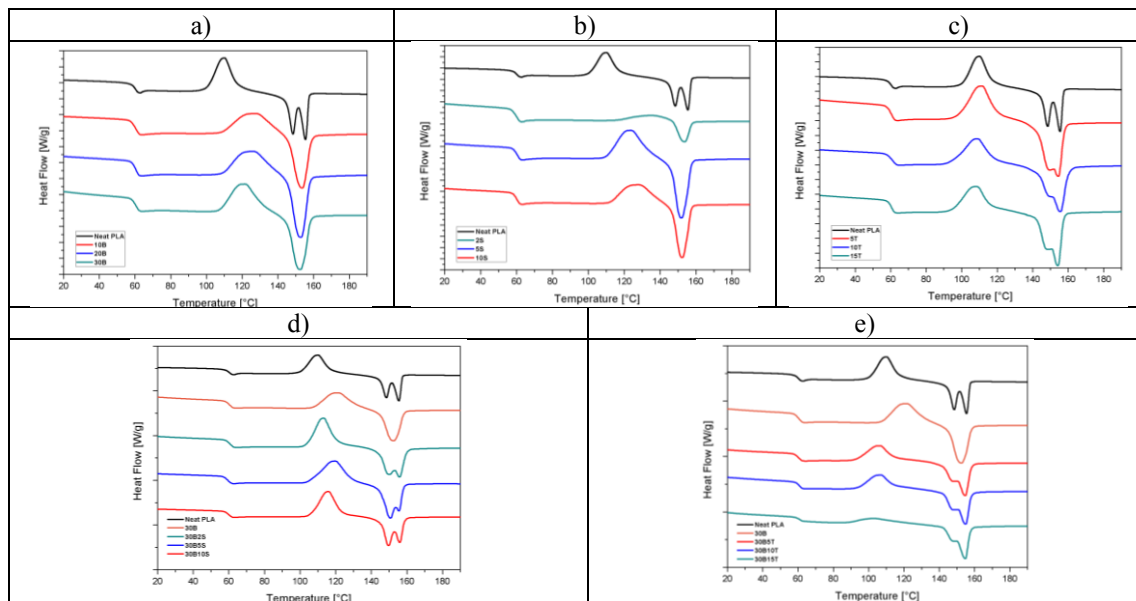 a)
b)
c)
Heat Flow [W/g]
Neat PLA
10B
20B
30B
20 40 60 80 100 120 140 160 180
Temperature [°C]
Heat Flow [W/g]
Neat PLA
2S
5S
10S
20 40 60 80 100 120 140 160 180
Temperature [°C]
Heat Flow [W/g]
Neat PLA
5T
10T
15T
20 40 60 80 100 120 140 160 180
Temperature [°C]
d)
e)
Heat Flow [W/g]
Neat PLA
30B
30B2S
30B5S
30B10S
20 40 60 80 100 120 140 160 180
Temperature [°C]
Heat Flow [W/g]
Neat PLA
30B
30B5T
30B10T
30B15T
20 40 60 80 100 120 140 160 180
Temperature [°C]